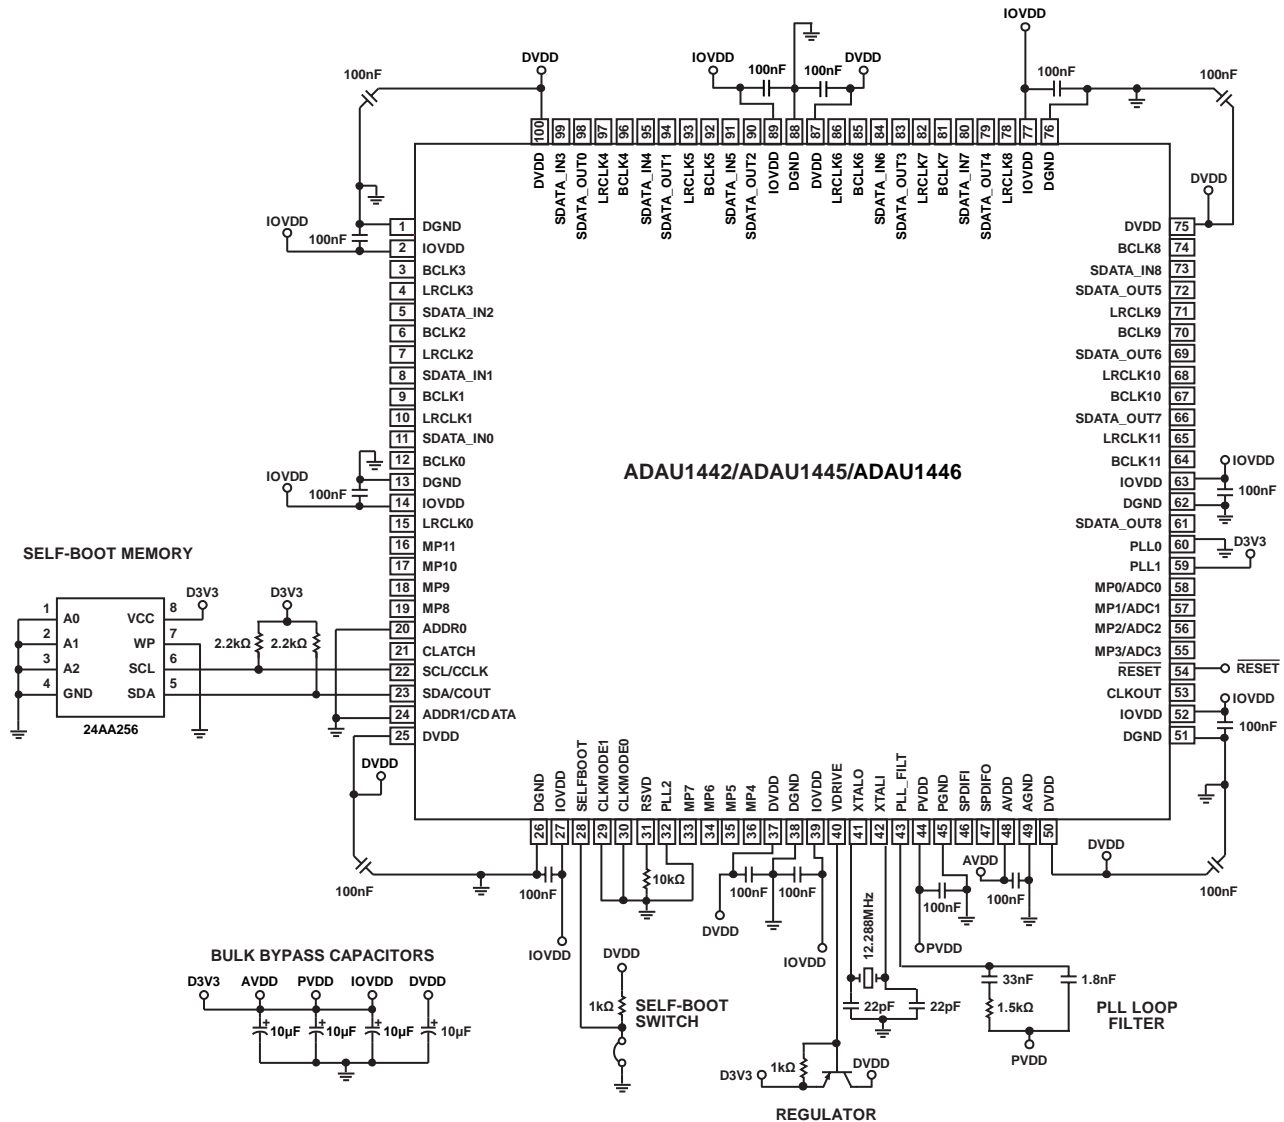 IOVDD
DVDD
IOVDD
DVDD
100nF
100nF
100nF
100nF
100nF
100
99
98
97
96
95
94
93
92
91
90
89
88
87
86
85
84
83
82
81
80
79
78
77
76
DVDD
SDATA_IN3
SDATA_OUT0
LRCLK4
BCLK4
SDATA_IN4
SDATA_OUT1
LRCLK5
BCLK5
SDATA_IN5
SDATA_OUT2
IOVDD
DGND
DVDD
LRCLK6
BCLK6
SDATA_IN6
SDATA_OUT3
LRCLK7
BCLK7
SDATA_IN7
SDATA_OUT4
LRCLK8
IOVDD
DGND
DVDD
IOVDD
100nF
1 DGND
2 IOVDD
3 BCLK3
4 LRCLK3
5 SDATA_IN2
6 BCLK2
7 LRCLK2
8 SDATA_IN1
9 BCLK1
10 LRCLK1
11 SDATA_IN0
12 BCLK0
13 DGND
14 IOVDD
15 LRCLK0
16 MP11
17 MP10
18 MP9
19 MP8
20 ADDR0
21 CLATCH
22 SCL/CCLK
23 SDA/COUT
24 ADDR1/CDATA
25 DVDD
IOVDD
100nF
ADAU1442/ADAU1445/ADAU1446
DVDD 75
BCLK8 74
SDATA_IN8 73
SDATA_OUT5 72
LRCLK9 71
BCLK9 70
SDATA_OUT6 69
LRCLK10 68
BCLK10 67
SDATA_OUT7 66
LRCLK11 65
BCLK11 64
IOVDD 63
DGND 62
SDATA_OUT8 61
PLL0 60
PLL1 59
MP0/ADC0 58
MP1/ADC1 57
MP2/ADC2 56
MP3/ADC3 55
RESET 54
CLKOUT 53
IOVDD 52
DGND 51
IOVDD
100nF
D3V3
RESET
IOVDD
100nF
SELF-BOOT MEMORY
D3V3
D3V3
1 A0 VCC 8
2 A1 WP 7
3 A2 SCL 6
4 GND SDA 5
24AA256
2.2kΩ
2.2kΩ
DVDD
DGND
IOVDD
SELFBOOT
CLKMODE1
CLKMODE0
RSVD
PLL2
MP7
MP6
MP5
MP4
DVDD
DGND
IOVDD
VDRIVE
XTALO
XTALI
PLL_FILT
PVDD
PGND
SPDIFI
SPDIFO
AVDD
AGND
DVDD
26
27
28
29
30
31
32
33
34
35
36
37
38
39
40
41
42
43
44
45
46
47
48
49
50
100nF
100nF
10kΩ
100nF
100nF
100nF
AVDD
100nF
DVDD
100nF
IOVDD
DVDD
IOVDD
12.288MHz
PVDD
22pF
22pF
33nF
1.8nF
1.5kΩ
PVDD
PLL LOOP
FILTER
BULK BYPASS CAPACITORS
D3V3
AVDD
PVDD
IOVDD
DVDD
+
10µF
+
10µF
+
10µF
+
10µF
DVDD
1kΩ
SELF-BOOT
SWITCH
D3V3
1kΩ
DVDD
REGULATOR